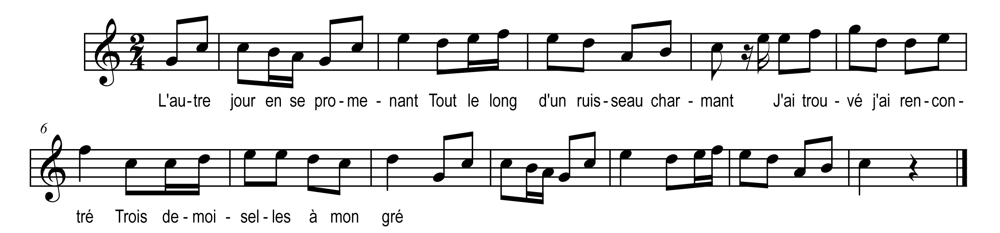 L'au-tre jour en se pro-me - nant Tout le long d'un ruis-seau char - mant J'ai trou - vé j'ai ren-con-
6
tré Trois de-moi - sel-les à mon gré